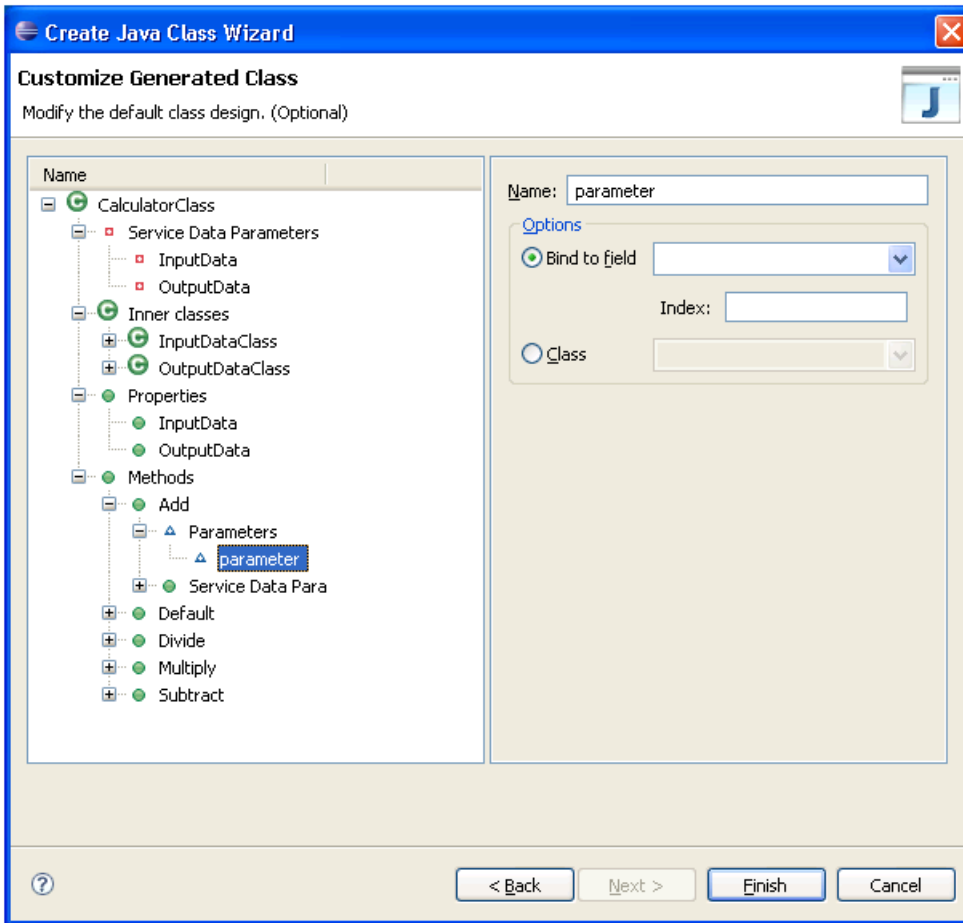 Create Java Class Wizard
Customize Generated Class
Modify the default class design. (Optional)
Name
CalculatorClass
Service Data Parameters
InputData
OutputData
Inner classes
InputDataClass
OutputDataClass
Properties
InputData
OutputData
Methods
Add
Parameters
parameter
Service Data Para
Default
Divide
Multiply
Subtract
Name: parameter
Options
Bind to field
Index:
Class
< Back Next > Finish Cancel